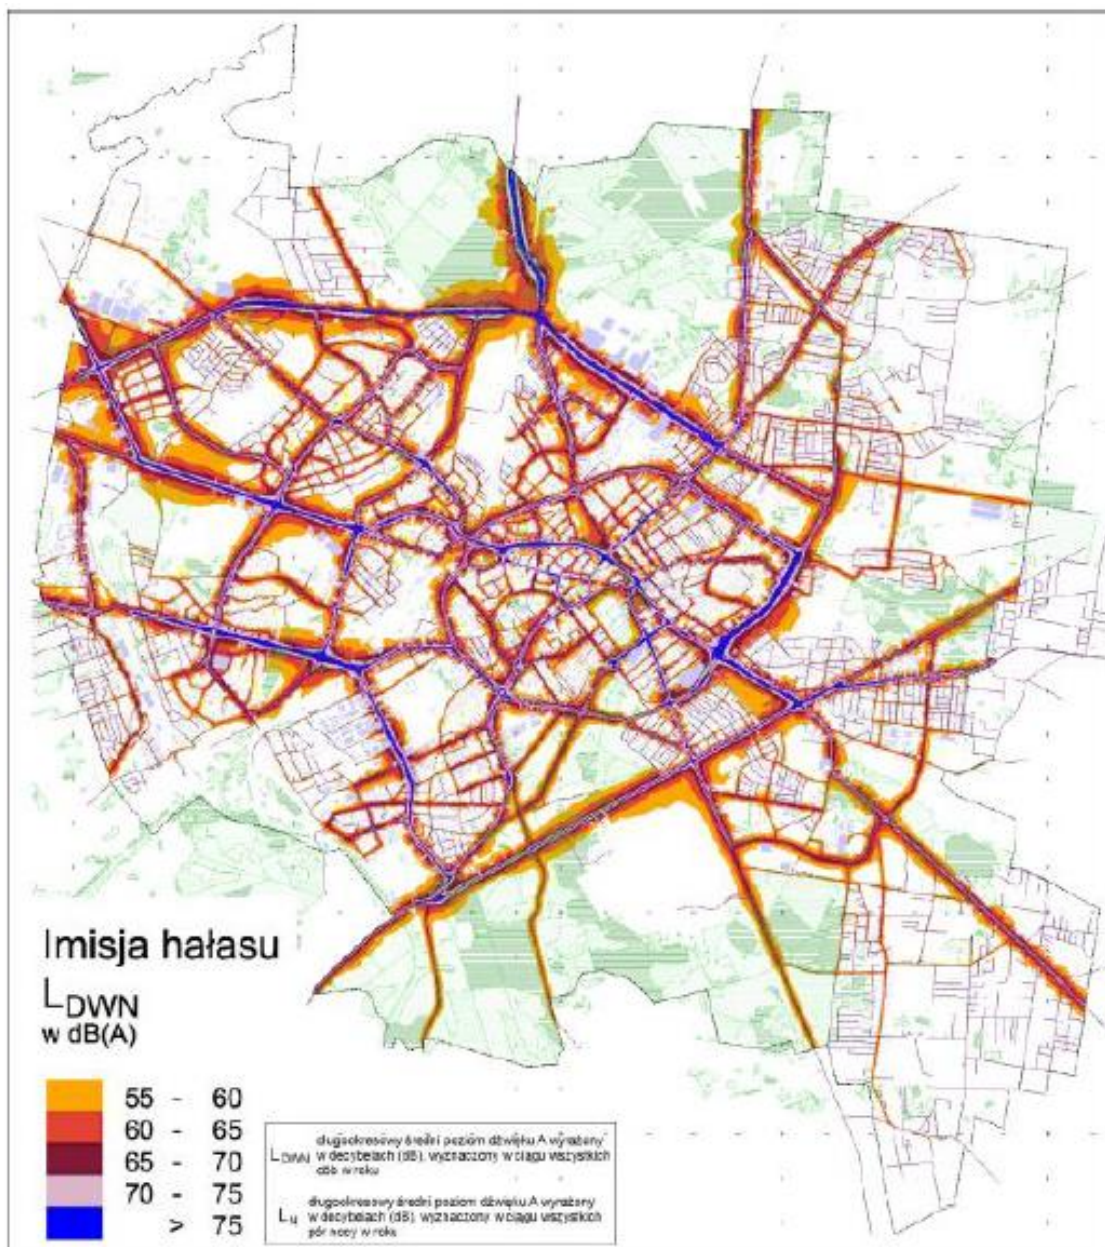 Imisja hałasu
LDWN
w dB(A)
55 - 60
60 - 65
65 - 70
70 - 75
> 75
LDWN
długookresowy średni poziom dźwięku A wyrażony
w decybelach (dB), wyznaczony w ciągu wszystkich
dób w roku
LN
długookresowy średni poziom dźwięku A wyrażony
w decybelach (dB), wyznaczony w ciągu wszystkich
pór nocy w roku